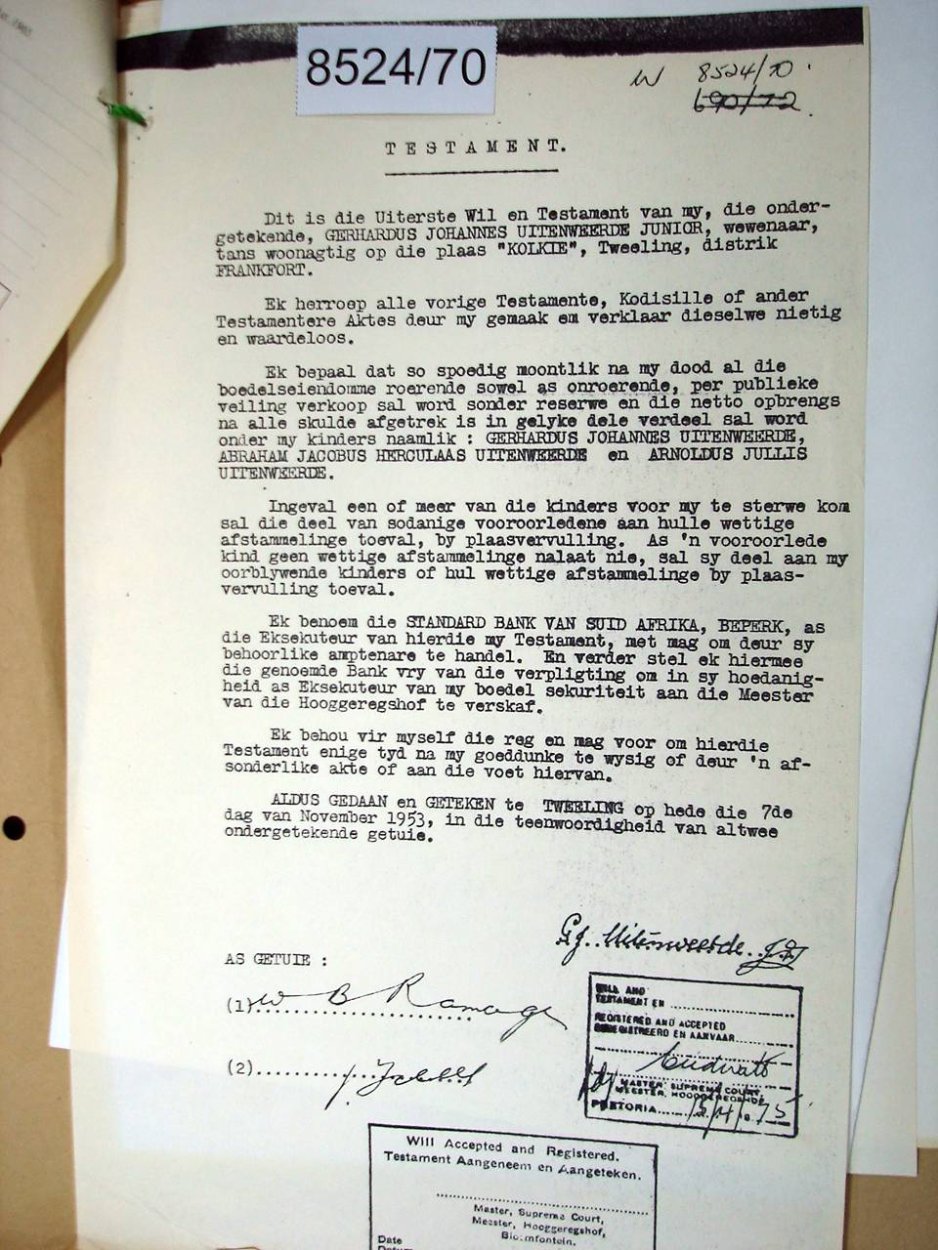 8524/70
W 8524/70
690/72
TESTAMENT.
Dit is die Uiterste Wil en Testament van my, die onder-
getekende, GERHARDUS JOHANNES UITENWEERDE JUNIOR, wewenaar,
tans woonagtig op die plaas "KOLKIE", Tweeling, distrik
FRANKFORT.
Ek herroep alle vorige Testamente, Kodisille of ander
Testamentere Aktes deur my gemaak em verklaar dieselwe nietig
en waardeloos.
Ek bepaal dat so spoedig moontlik na my dood al die
boedelseiendomme roerende sowel as onroerende, per publieke
veiling verkoop sal word sonder reserwe en die netto opbrengs
na alle skulde afgetrek is in gelyke dele verdeel sal word
onder my kinders naamlik : GERHARDUS JOHANNES UITENWEERDE,
ABRAHAM JACOBUS HERCULAAS UITENWEERDE en ARNOLDUS JULLIS
UITENWEERDE.
Ingeval een of meer van die kinders voor my te sterwe kom
sal die deel van sodanige vooroorledene aan hulle wettige
afstammelinge toeval, by plaasvervulling. As 'n vooroorlede
kind geen wettige afstammelinge nalaat nie, sal sy deel aan my
oorblywende kinders of hul wettige afstammelinge by plaas-
vervulling toeval.
Ek benoem die STANDARD BANK VAN SUID AFRIKA, BEPERK, as
die Eksekuteur van hierdie my Testament, met mag om deur sy
behoorlike amptenare te handel. En verder stel ek hiermee
die genoemde Bank vry van die verpligting om in sy hoedanig-
heid as Eksekuteur van my boedel sekuriteit aan die Meester
van die Hooggeregshof te verskaf.
Ek behou vir myself die reg en mag voor om hierdie
Testament enige tyd na my goeddunke te wysig of deur 'n af-
sonderlike akte of aan die voet hiervan.
ALDUS GEDAAN en GETEKEN te TWEELING op hede die 7de
dag van November 1953, in die teenwoordigheid van altwee
ondergetekende getuie.
G.J. Uitenweerde Jr
AS GETUIE :
(1) W B Ramage
(2)
WILL AND
TESTAMENT EN
REGISTERED AND ACCEPTED
GEREGISTREERD EN AANVAAR
MASTER, SUPREME COURT,
MEESTER, HOOGGEREGSHOF
PRETORIA
Will Accepted and Registered.
Testament Aangeneem en Aangeteken.
Master, Supreme Court,
Meester, Hooggeregshof,
Bloemfontein.
Date